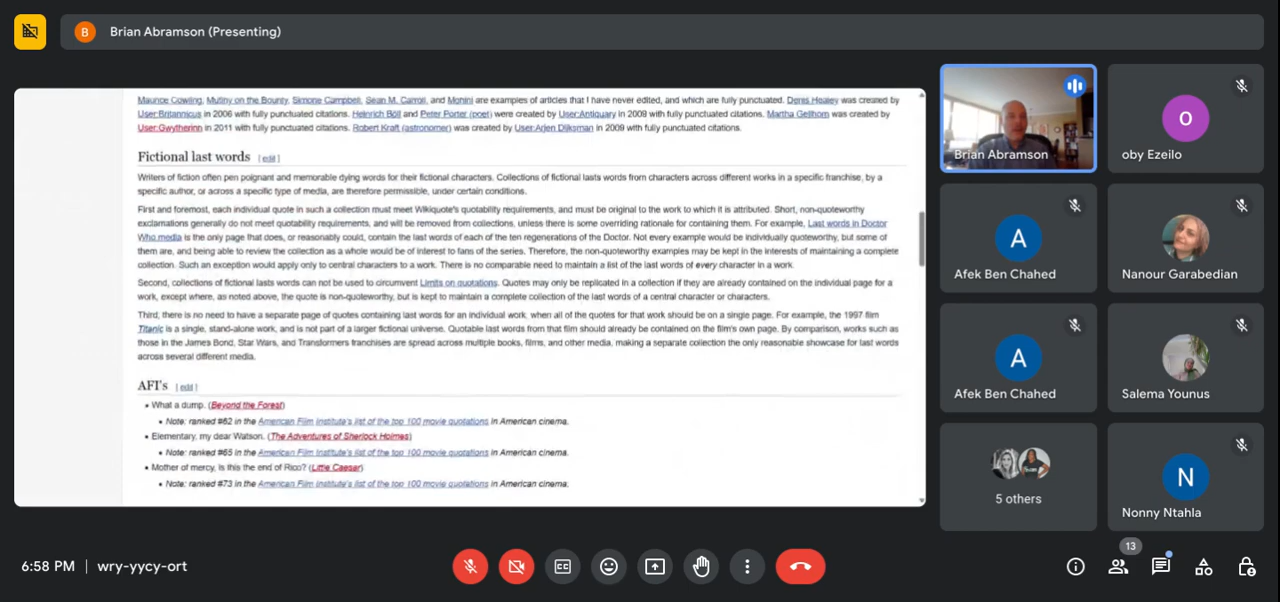 B Brian Abramson (Presenting)
Maurice Cowling, Mutiny on the Bounty, Simone Campbell, Sean M. Carroll, and Monini are examples of articles that I have never edited, and which are fully punctuated. Denis Healey was created by
User:Britannicus in 2006 with fully punctuated citations. Heinrich Böll and Peter Porter (poet) were created by User:Antiquary in 2009 with fully punctuated citations. Martha Gellhorn was created by
User:Gwytherinn in 2011 with fully punctuated citations. Robert Kraft (astronomer) was created by User:Arjen Dijksman in 2009 with fully punctuated citations.
Fictional last words [ edit ]
Writers of fiction often pen poignant and memorable dying words for their fictional characters. Collections of fictional lasts words from characters across different works in a specific franchise, by a
specific author, or across a specific type of media, are therefore permissible, under certain conditions.
First and foremost, each individual quote in such a collection must meet Wikiquote's quotability requirements, and must be original to the work to which it is attributed. Short, non-quoteworthy
exclamations generally do not meet quotability requirements, and will be removed from collections, unless there is some overriding rationale for containing them. For example, Last words in Doctor
Who media is the only page that does, or reasonably could, contain the last words of each of the ten regenerations of the Doctor. Not every example would be individually quoteworthy, but some of
them are, and being able to review the collection as a whole would be of interest to fans of the series. Therefore, the non-quoteworthy examples may be kept in the interests of maintaining a complete
collection. Such an exception would apply only to central characters to a work. There is no comparable need to maintain a list of the last words of every character in a work.
Second, collections of fictional lasts words can not be used to circumvent Limits on quotations. Quotes may only be replicated in a collection if they are already contained on the individual page for a
work, except where, as noted above, the quote is non-quoteworthy, but is kept to maintain a complete collection of the last words of a central character or characters.
Third, there is no need to have a separate page of quotes containing last words for an individual work, when all of the quotes for that work should be on a single page. For example, the 1997 film
Titanic is a single, stand-alone work, and is not part of a larger fictional universe. Quotable last words from that film should already be contained on the film's own page. By comparison, works such as
those in the James Bond, Star Wars, and Transformers franchises are spread across multiple books, films, and other media, making a separate collection the only reasonable showcase for last words
across several different media.
AFI's [ edit ]
• What a dump. (Beyond the Forest)
• Note: ranked #62 in the American Film Institute's list of the top 100 movie quotations in American cinema.
• Elementary, my dear Watson. (The Adventures of Sherlock Holmes)
• Note: ranked #65 in the American Film Institute's list of the top 100 movie quotations in American cinema.
• Mother of mercy, is this the end of Rico? (Little Caesar)
• Note: ranked #73 in the American Film Institute's list of the top 100 movie quotations in American cinema.
Brian Abramson
O
oby Ezeilo
A
Afek Ben Chahed
Nanour Garabedian
A
Afek Ben Chahed
Salema Younus
5 others
N
Nonny Ntahla
6:58 PM | wry-yycy-ort
CC
13